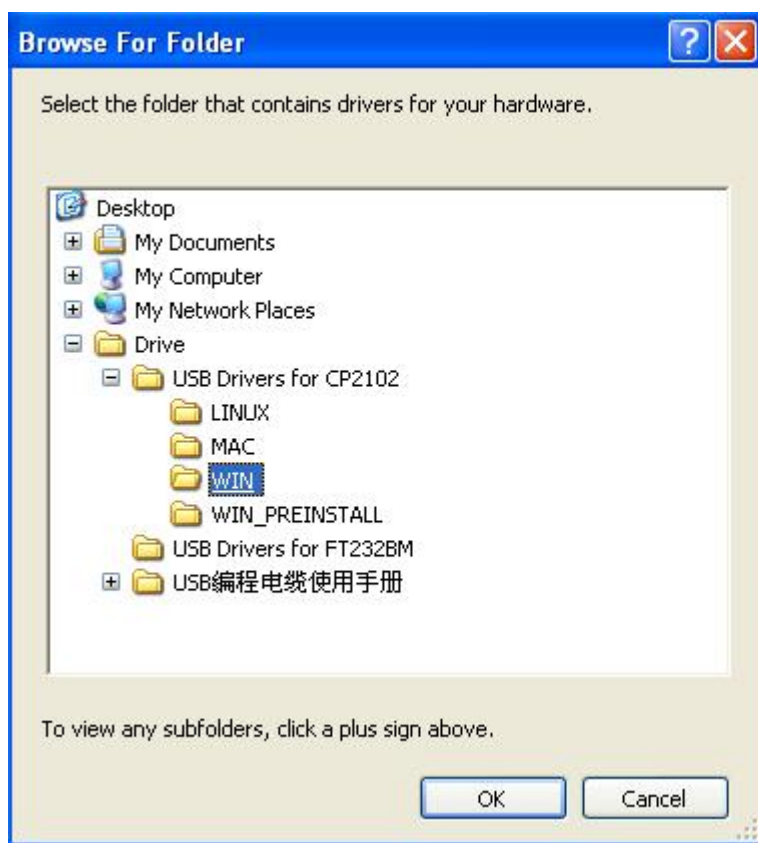 Browse For Folder
Select the folder that contains drivers for your hardware.
Desktop
My Documents
My Computer
My Network Places
Drive
USB Drivers for CP2102
LINUX
MAC
WIN
WIN_PREINSTALL
USB Drivers for FT232BM
USB编程电缆使用手册
To view any subfolders, click a plus sign above.
OK Cancel